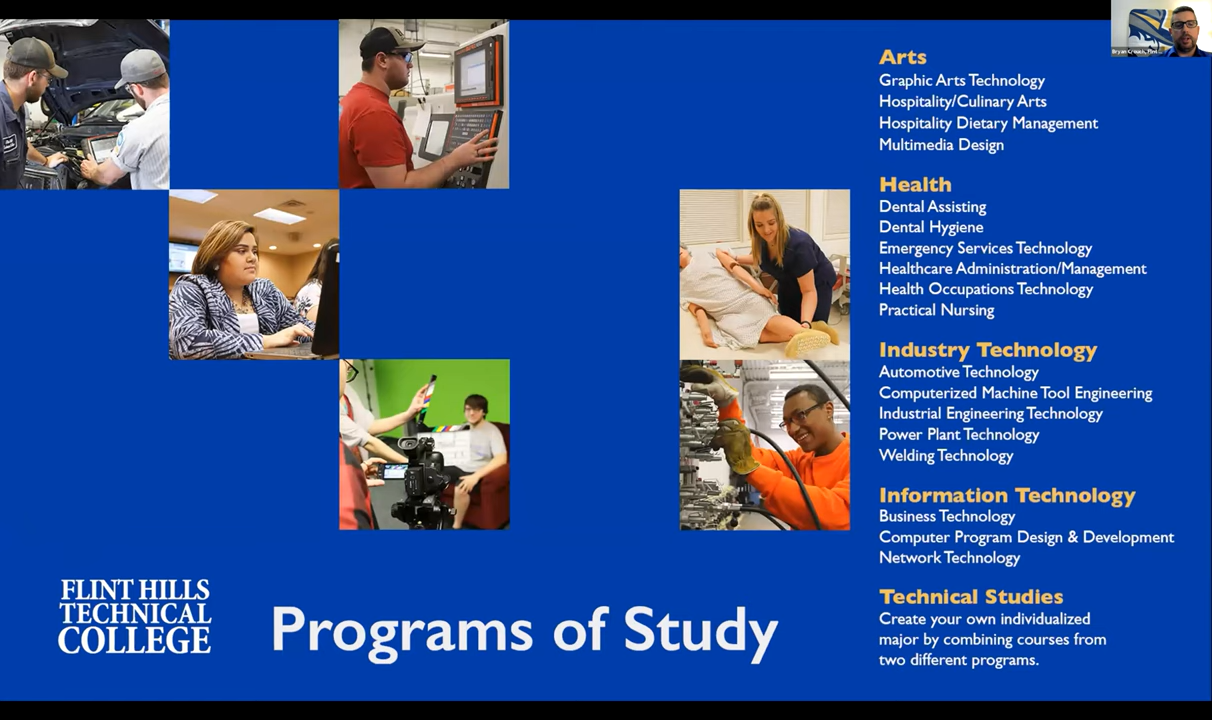 Bryan Crouch, Flint
Arts
Graphic Arts Technology
Hospitality/Culinary Arts
Hospitality Dietary Management
Multimedia Design
Health
Dental Assisting
Dental Hygiene
Emergency Services Technology
Healthcare Administration/Management
Health Occupations Technology
Practical Nursing
Industry Technology
Automotive Technology
Computerized Machine Tool Engineering
Industrial Engineering Technology
Power Plant Technology
Welding Technology
Information Technology
Business Technology
Computer Program Design & Development
Network Technology
Technical Studies
Create your own individualized
major by combining courses from
two different programs.
FLINT HILLS
TECHNICAL
COLLEGE
Programs of Study